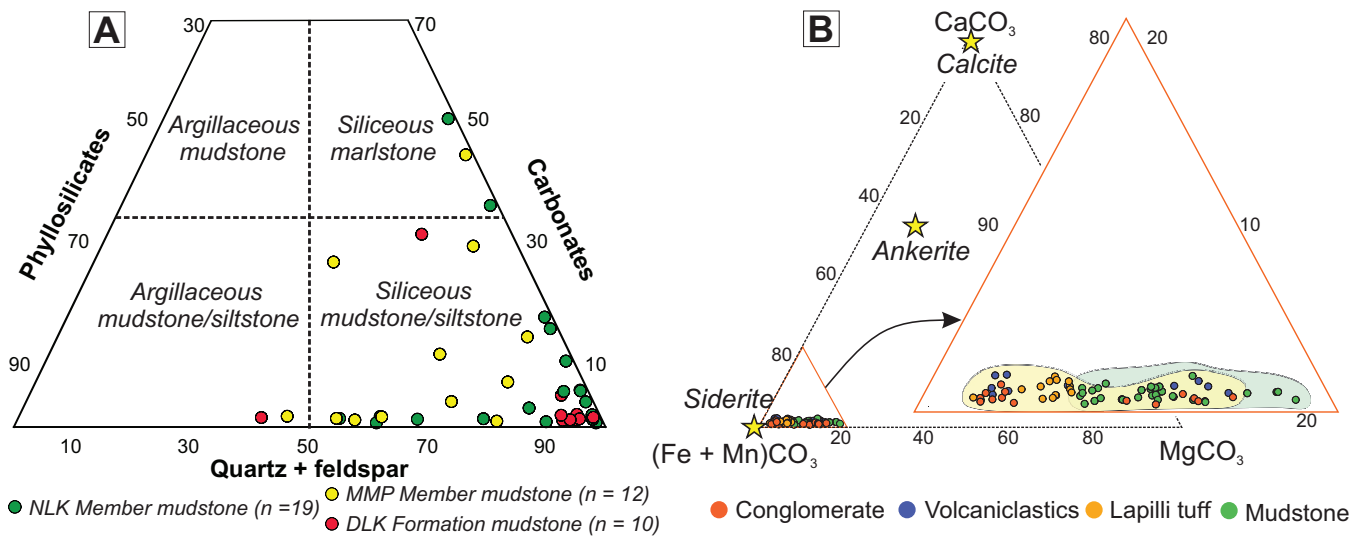 A
30
70
50
50
Argillaceous
mudstone
Siliceous
marlstone
Phyllosilicates
Carbonates
70
30
Argillaceous
mudstone/siltstone
Siliceous
mudstone/siltstone
90
10
10
30
50
70
90
Quartz + feldspar
NLK Member mudstone (n =19)
MMP Member mudstone (n = 12)
DLK Formation mudstone (n = 10)
B
CaCO₃
Calcite
80
20
20
80
40
Ankerite
90
10
60
80
Siderite
(Fe + Mn)CO₃
20
40
60
80
MgCO₃
20
Conglomerate
Volcaniclastics
Lapilli tuff
Mudstone